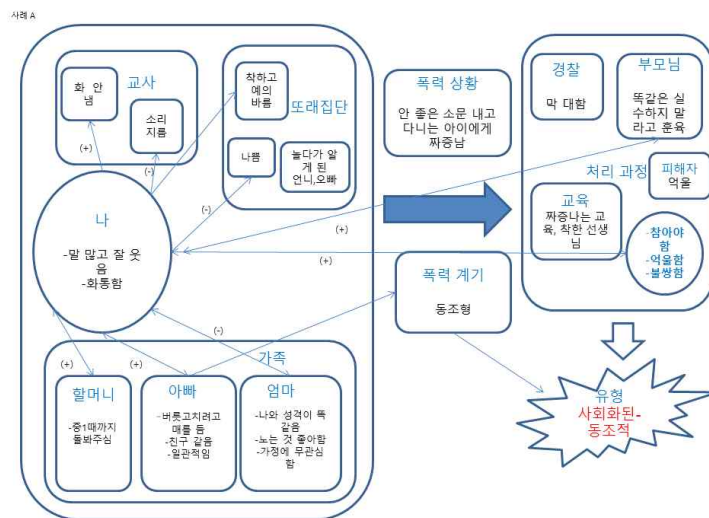 사례 A
교사
화 안
냄
소리
지름
(+)
(-)
착하고
예의
바름
또래집단
나쁨
놀다가 알
게 된
언니,오빠
(-)
나
-말 많고 잘 웃
음
-화통함
폭력 상황
안 좋은 소문 내고
다니는 아이에게
짜증남
(+)
(+)
폭력 계기
동조형
경찰
막 대함
부모님
똑같은 실
수하지 말
라고 훈육
처리 과정
피해자
억울
교육
짜증나는 교
육, 착한 선생
님
-참아야
함
-억울함
-불쌍함
유형
사회화된-
동조적
(+)
(+)
(-)
가족
할머니
-중1때까지
돌봐주심
아빠
-버릇고치려고
매를 듬
-친구 같음
-일관적임
엄마
-나와 성격이 똑
같음
-노는 것 좋아함
-가정에 무관심
함